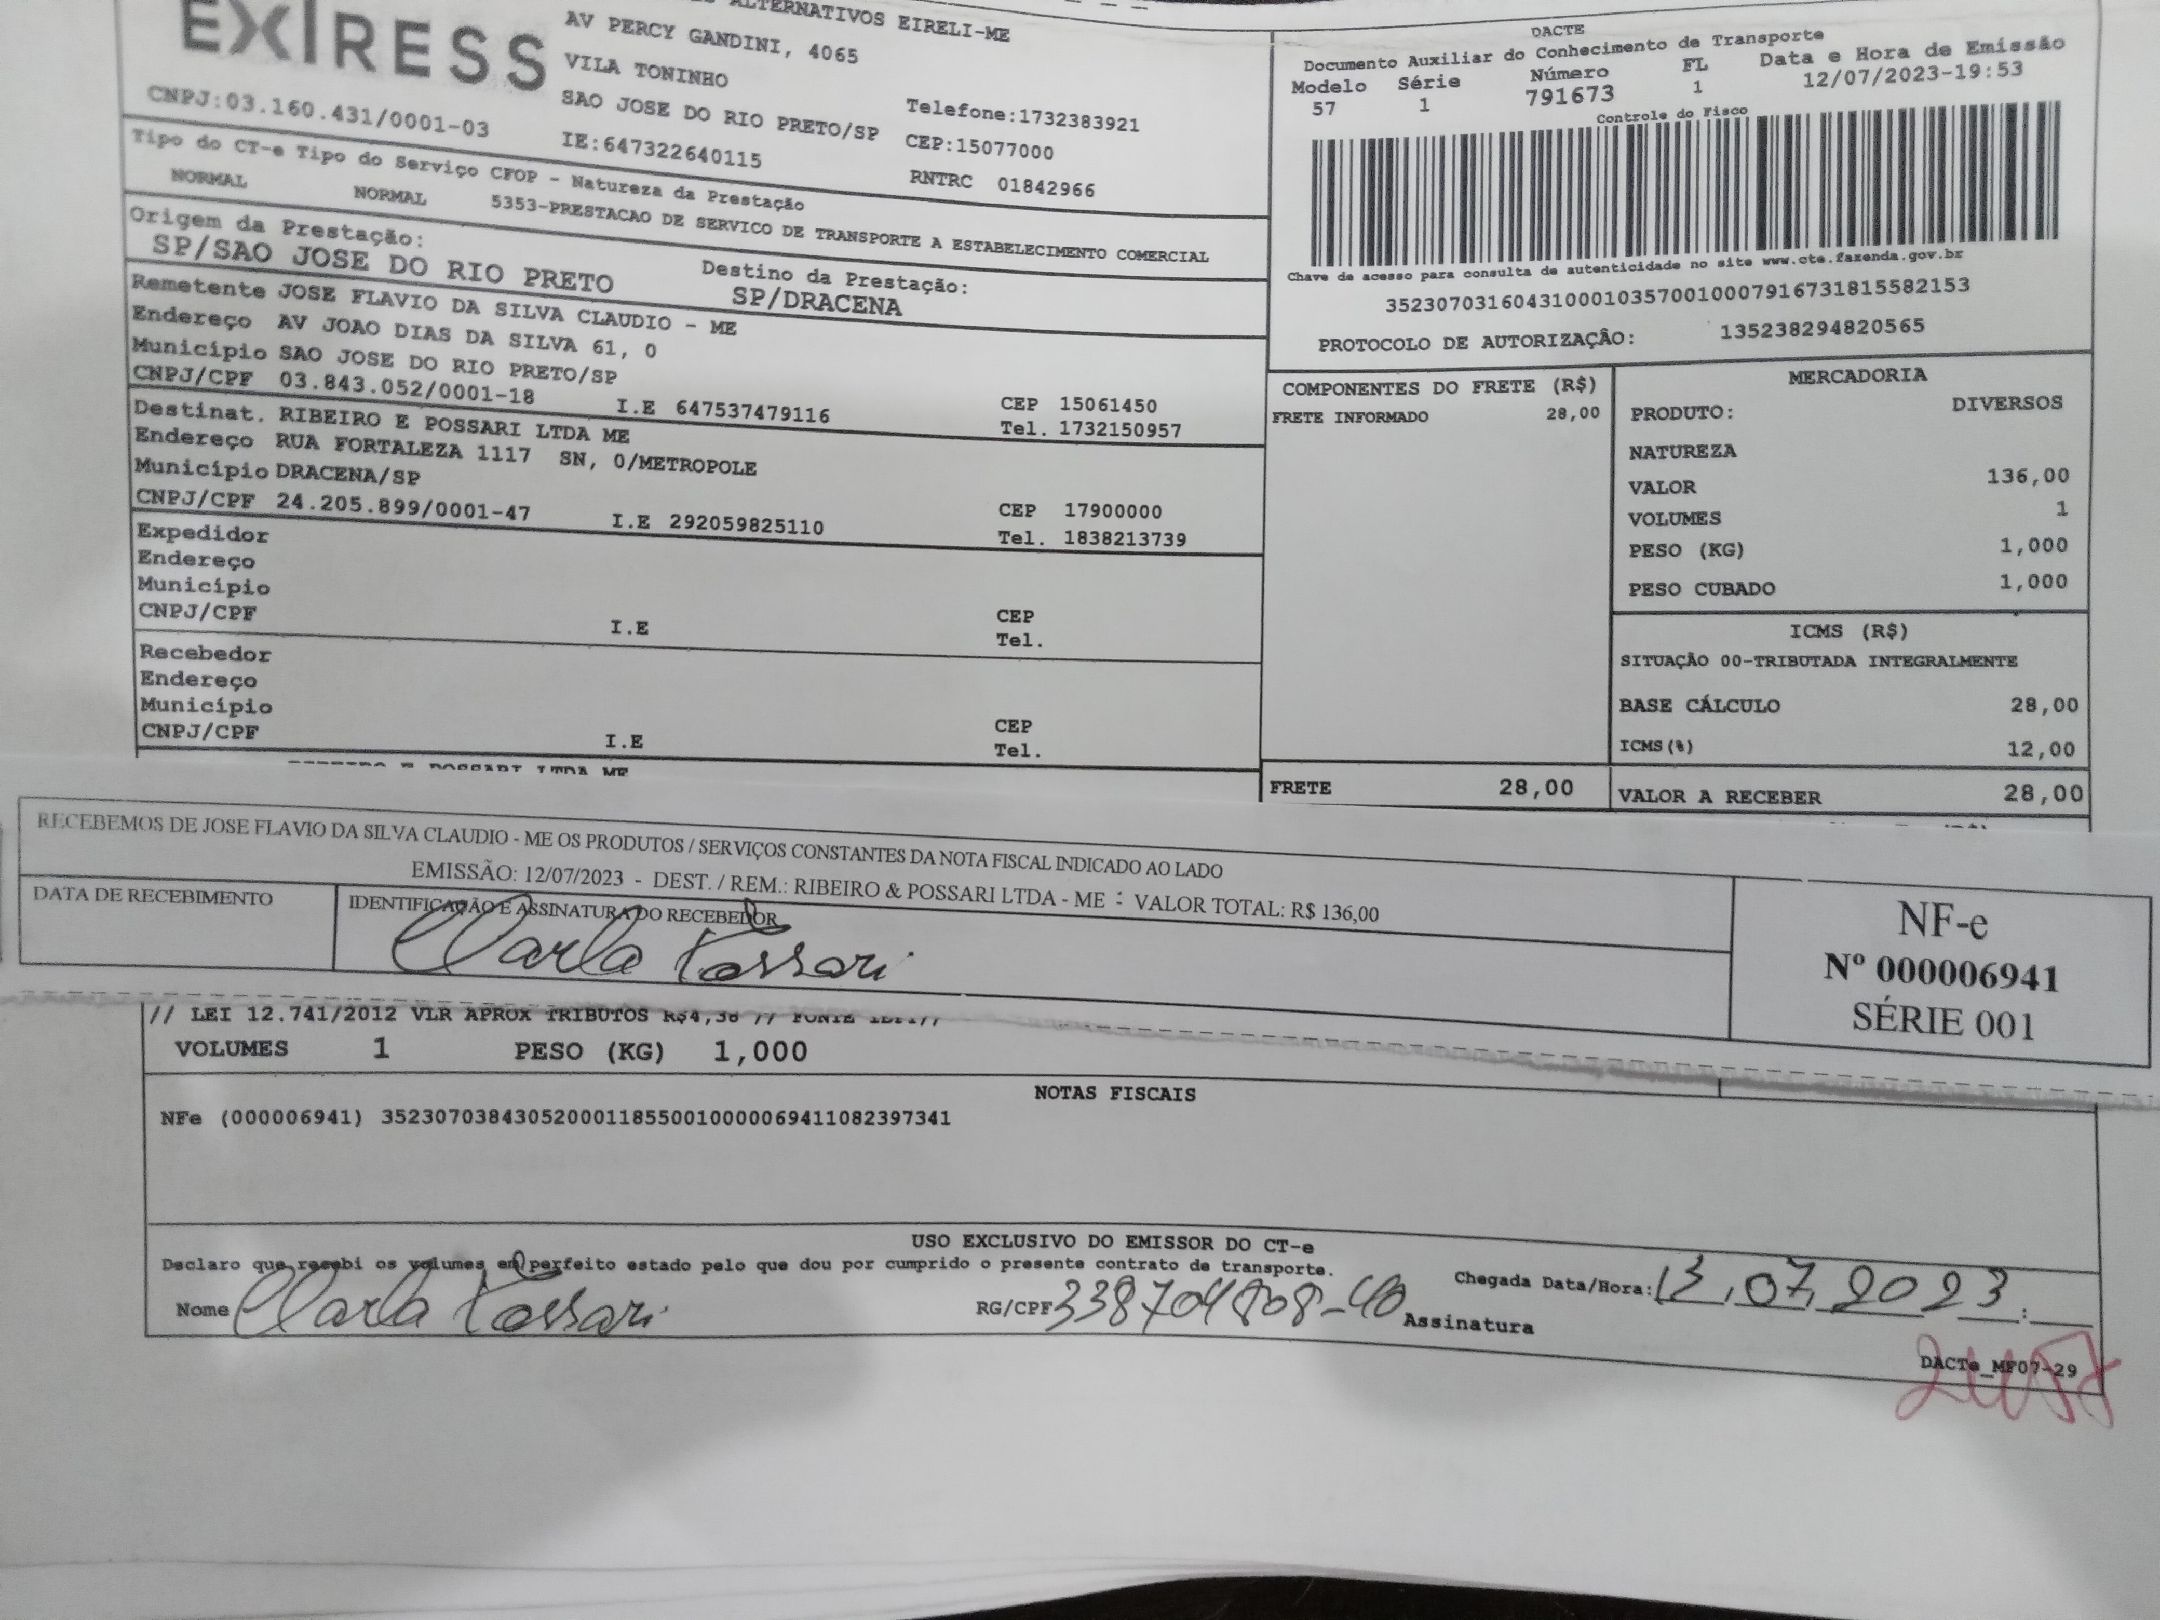 EXPRESS
ALTERNATIVOS EIRELI-ME
AV PERCY GANDINI, 4065
VILA TONINHO
SAO JOSE DO RIO PRETO/SP
Telefone:1732383921
CNPJ:03.160.431/0001-03
IE:647322640115
CEP:15077000
RNTRC 01842966
Tipo do CT-e Tipo do Serviço CFOP - Natureza da Prestação
NORMAL NORMAL 5353-PRESTACAO DE SERVICO DE TRANSPORTE A ESTABELECIMENTO COMERCIAL
Origem da Prestação:
SP/SAO JOSE DO RIO PRETO
Destino da Prestação:
SP/DRACENA
Remetente JOSE FLAVIO DA SILVA CLAUDIO - ME
Endereço AV JOAO DIAS DA SILVA 61, 0
Município SAO JOSE DO RIO PRETO/SP
CEP 15061450
CNPJ/CPF 03.843.052/0001-18 I.E 647537479116 Tel. 1732150957
Destinat. RIBEIRO E POSSARI LTDA ME
Endereço RUA FORTALEZA 1117 SN, 0/METROPOLE
Município DRACENA/SP
CEP 17900000
CNPJ/CPF 24.205.899/0001-47 I.E 292059825110 Tel. 1838213739
Expedidor
Endereço
Município
CEP
CNPJ/CPF I.E Tel.
Recebedor
Endereço
Município
CEP
CNPJ/CPF I.E Tel.
RIBEIRO E POSSARI LTDA ME
DACTE
Documento Auxiliar do Conhecimento de Transporte
Modelo Série Número FL Data e Hora de Emissão
57 1 791673 1 12/07/2023-19:53
Controle do Fisco
Chave de acesso para consulta de autenticidade no site www.cte.fazenda.gov.br
35230703160431000103570010007916731815582153
PROTOCOLO DE AUTORIZAÇÂO: 135238294820565
COMPONENTES DO FRETE (R$)
FRETE INFORMADO 28,00
MERCADORIA
PRODUTO: DIVERSOS
NATUREZA
VALOR 136,00
VOLUMES 1
PESO (KG) 1,000
PESO CUBADO 1,000
ICMS (R$)
SITUAÇÃO 00-TRIBUTADA INTEGRALMENTE
BASE CÁLCULO 28,00
ICMS(%) 12,00
FRETE 28,00 VALOR A RECEBER 28,00
RECEBEMOS DE JOSE FLAVIO DA SILVA CLAUDIO - ME OS PRODUTOS / SERVIÇOS CONSTANTES DA NOTA FISCAL INDICADO AO LADO
EMISSÃO: 12/07/2023 - DEST. / REM.: RIBEIRO & POSSARI LTDA - ME - VALOR TOTAL: R$ 136,00
DATA DE RECEBIMENTO IDENTIFICAÇÃO E ASSINATURA DO RECEBEDOR
Carla Possari
NF-e
Nº 000006941
SÉRIE 001
// LEI 12.741/2012 VLR APROX TRIBUTOS R$4,38 // FONTE IBPT//
VOLUMES 1 PESO (KG) 1,000
NOTAS FISCAIS
NFe (000006941) 35230703843052000118550010000069411082397341
USO EXCLUSIVO DO EMISSOR DO CT-e
Declaro que recebi os volumes em perfeito estado pelo que dou por cumprido o presente contrato de transporte.
Chegada Data/Hora: 13.07.2023 :
Nome Carla Possari RG/CPF 338704808-40 Assinatura
DACTe_MF07-29